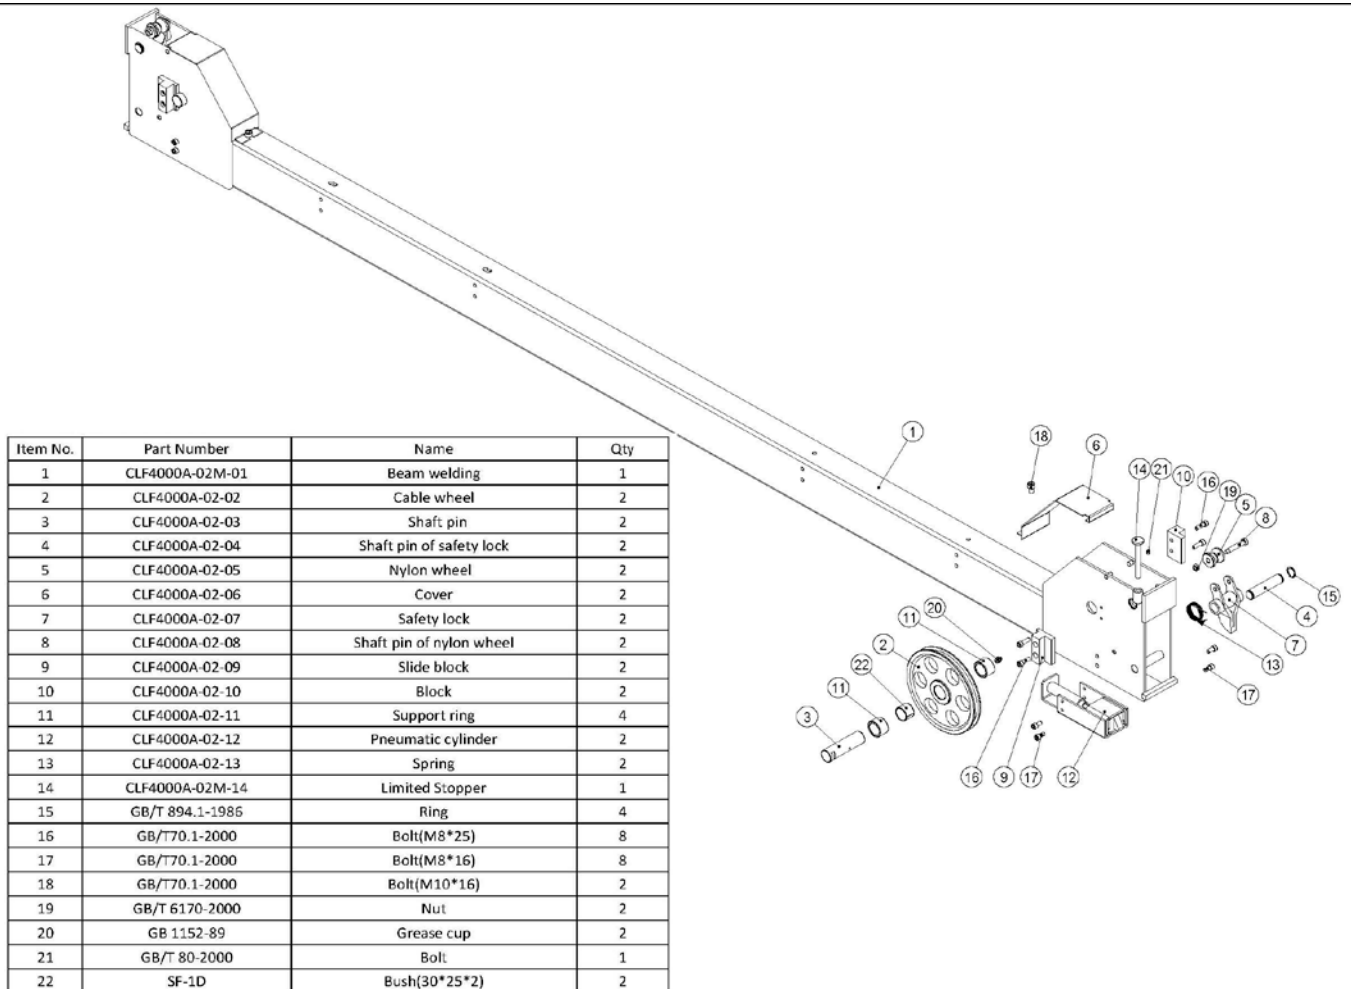 1
18
6
14
21
10
16
19
5
8
15
4
7
13
17
20
11
2
22
11
3
16
9
17
12
Item No. Part Number Name Qty
1 CLF4000A-02M-01 Beam welding 1
2 CLF4000A-02-02 Cable wheel 2
3 CLF4000A-02-03 Shaft pin 2
4 CLF4000A-02-04 Shaft pin of safety lock 2
5 CLF4000A-02-05 Nylon wheel 2
6 CLF4000A-02-06 Cover 2
7 CLF4000A-02-07 Safety lock 2
8 CLF4000A-02-08 Shaft pin of nylon wheel 2
9 CLF4000A-02-09 Slide block 2
10 CLF4000A-02-10 Block 2
11 CLF4000A-02-11 Support ring 4
12 CLF4000A-02-12 Pneumatic cylinder 2
13 CLF4000A-02-13 Spring 2
14 CLF4000A-02M-14 Limited Stopper 1
15 GB/T 894.1-1986 Ring 4
16 GB/T70.1-2000 Bolt(M8*25) 8
17 GB/T70.1-2000 Bolt(M8*16) 8
18 GB/T70.1-2000 Bolt(M10*16) 2
19 GB/T 6170-2000 Nut 2
20 GB 1152-89 Grease cup 2
21 GB/T 80-2000 Bolt 1
22 SF-1D Bush(30*25*2) 2